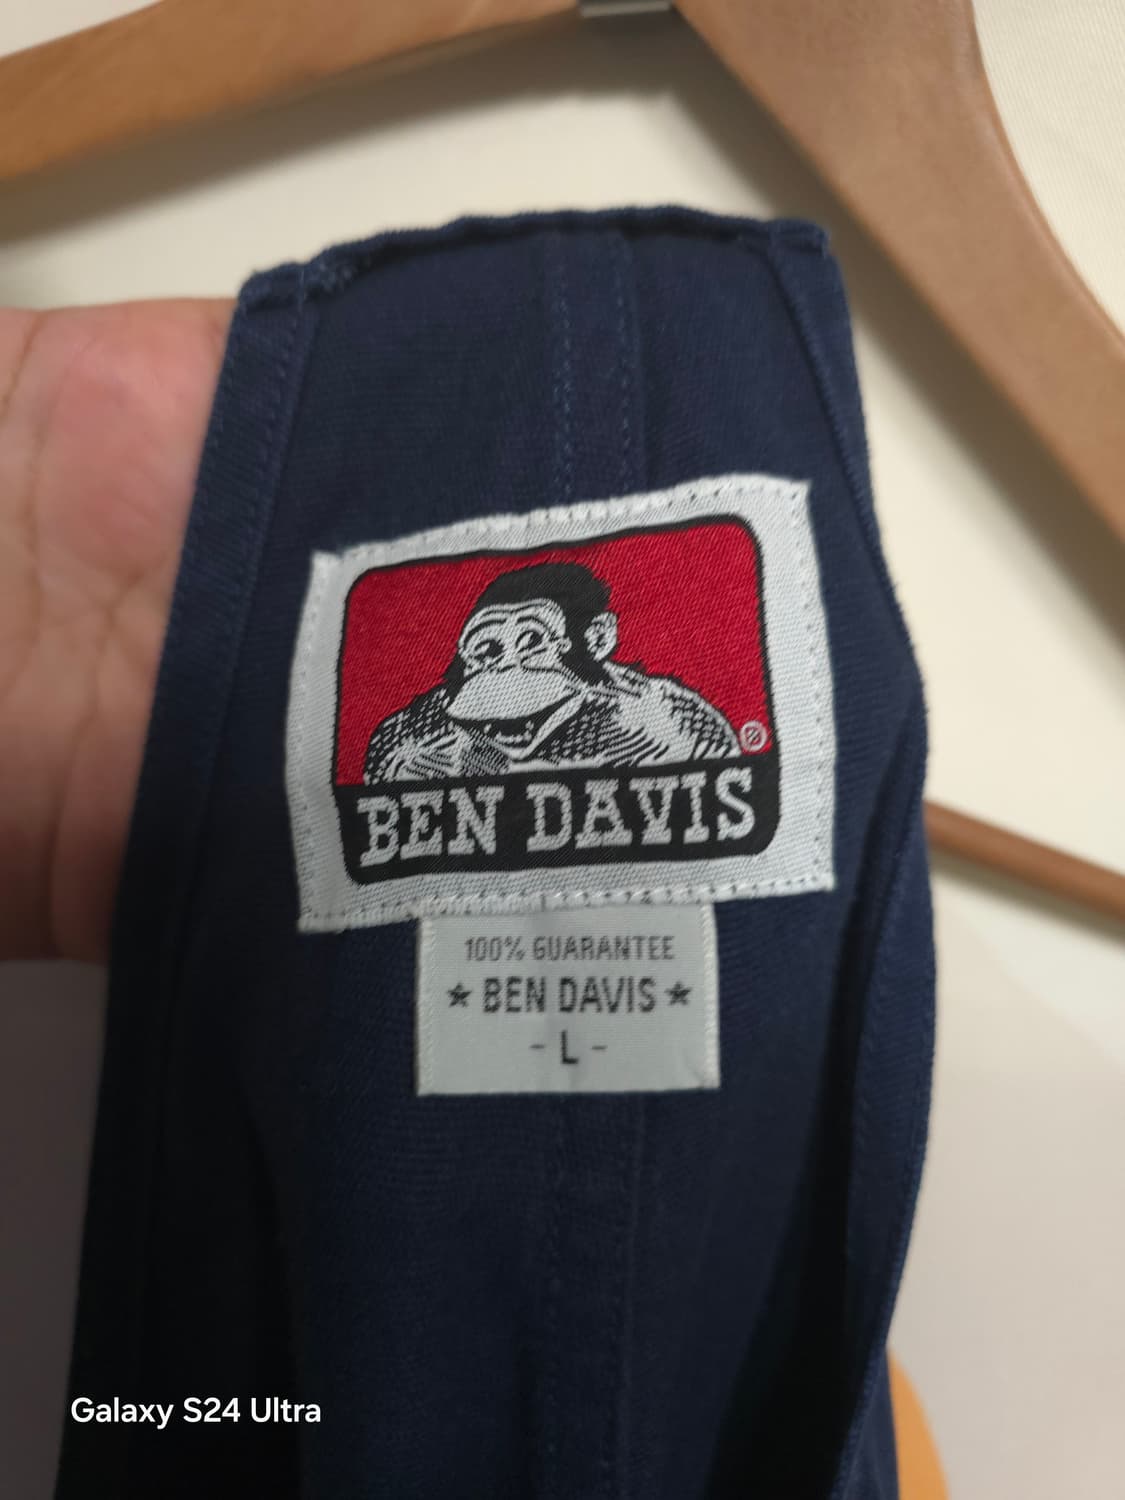 ®
BEN DAVIS
100% GUARANTEE
★ BEN DAVIS ★
- L -
Galaxy S24 Ultra